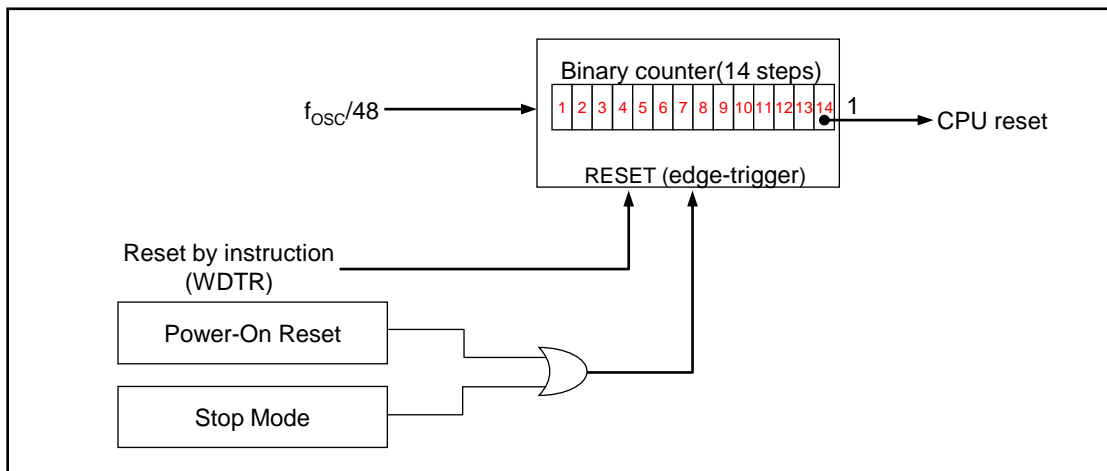 Binary counter(14 steps)
1 2 3 4 5 6 7 8 9 10 11 12 13 14
1
fOSC/48
CPU reset
RESET (edge-trigger)
Reset by instruction
(WDTR)
Power-On Reset
Stop Mode